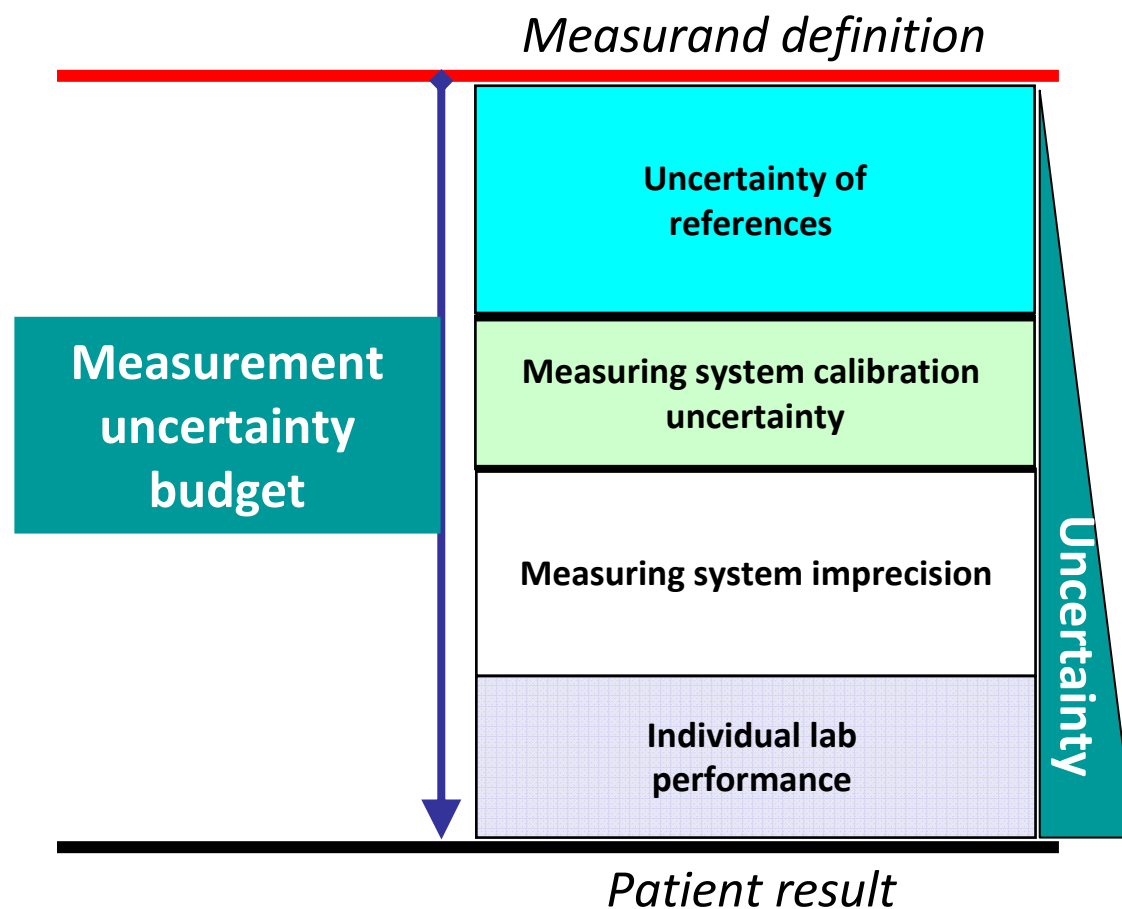 Measurand definition
Uncertainty of
references
Measurement
uncertainty
budget
Measuring system calibration
uncertainty
Measuring system imprecision
Uncertainty
Individual lab
performance
Patient result